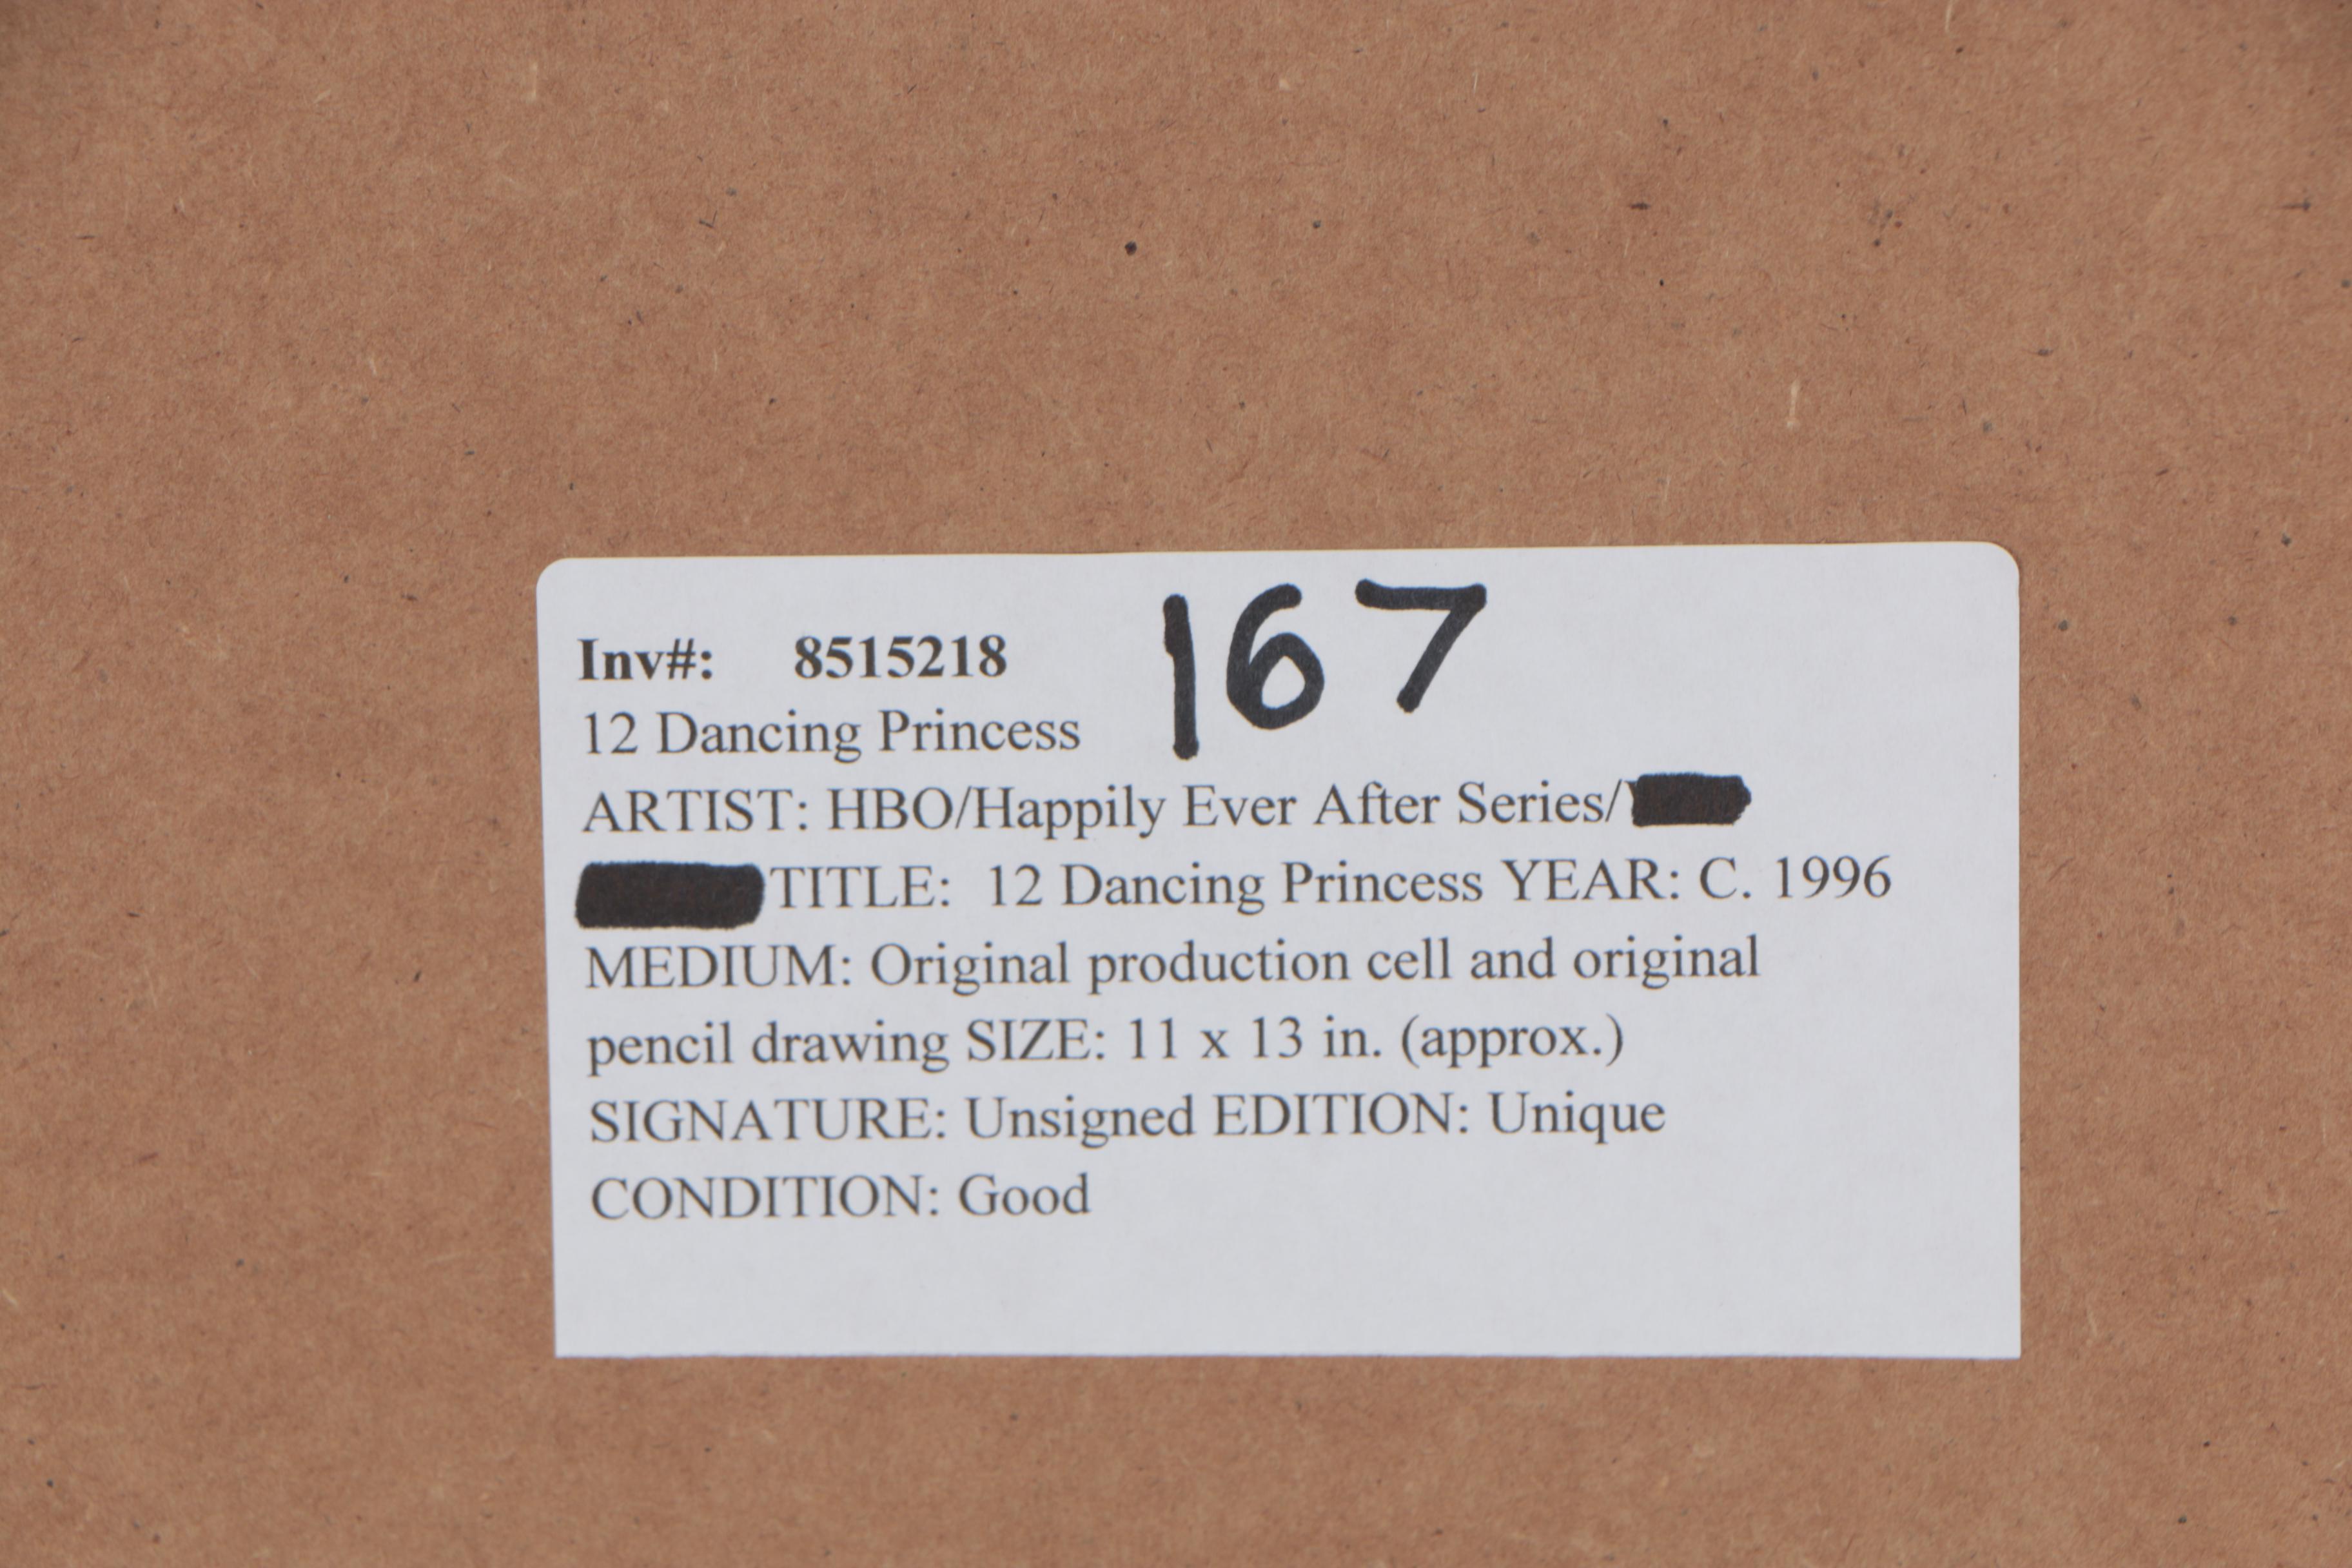 Inv#: 8515218
167
12 Dancing Princess
ARTIST: HBO/Happily Ever After Series/
TITLE: 12 Dancing Princess YEAR: C. 1996
MEDIUM: Original production cell and original
pencil drawing SIZE: 11 x 13 in. (approx.)
SIGNATURE: Unsigned EDITION: Unique
CONDITION: Good